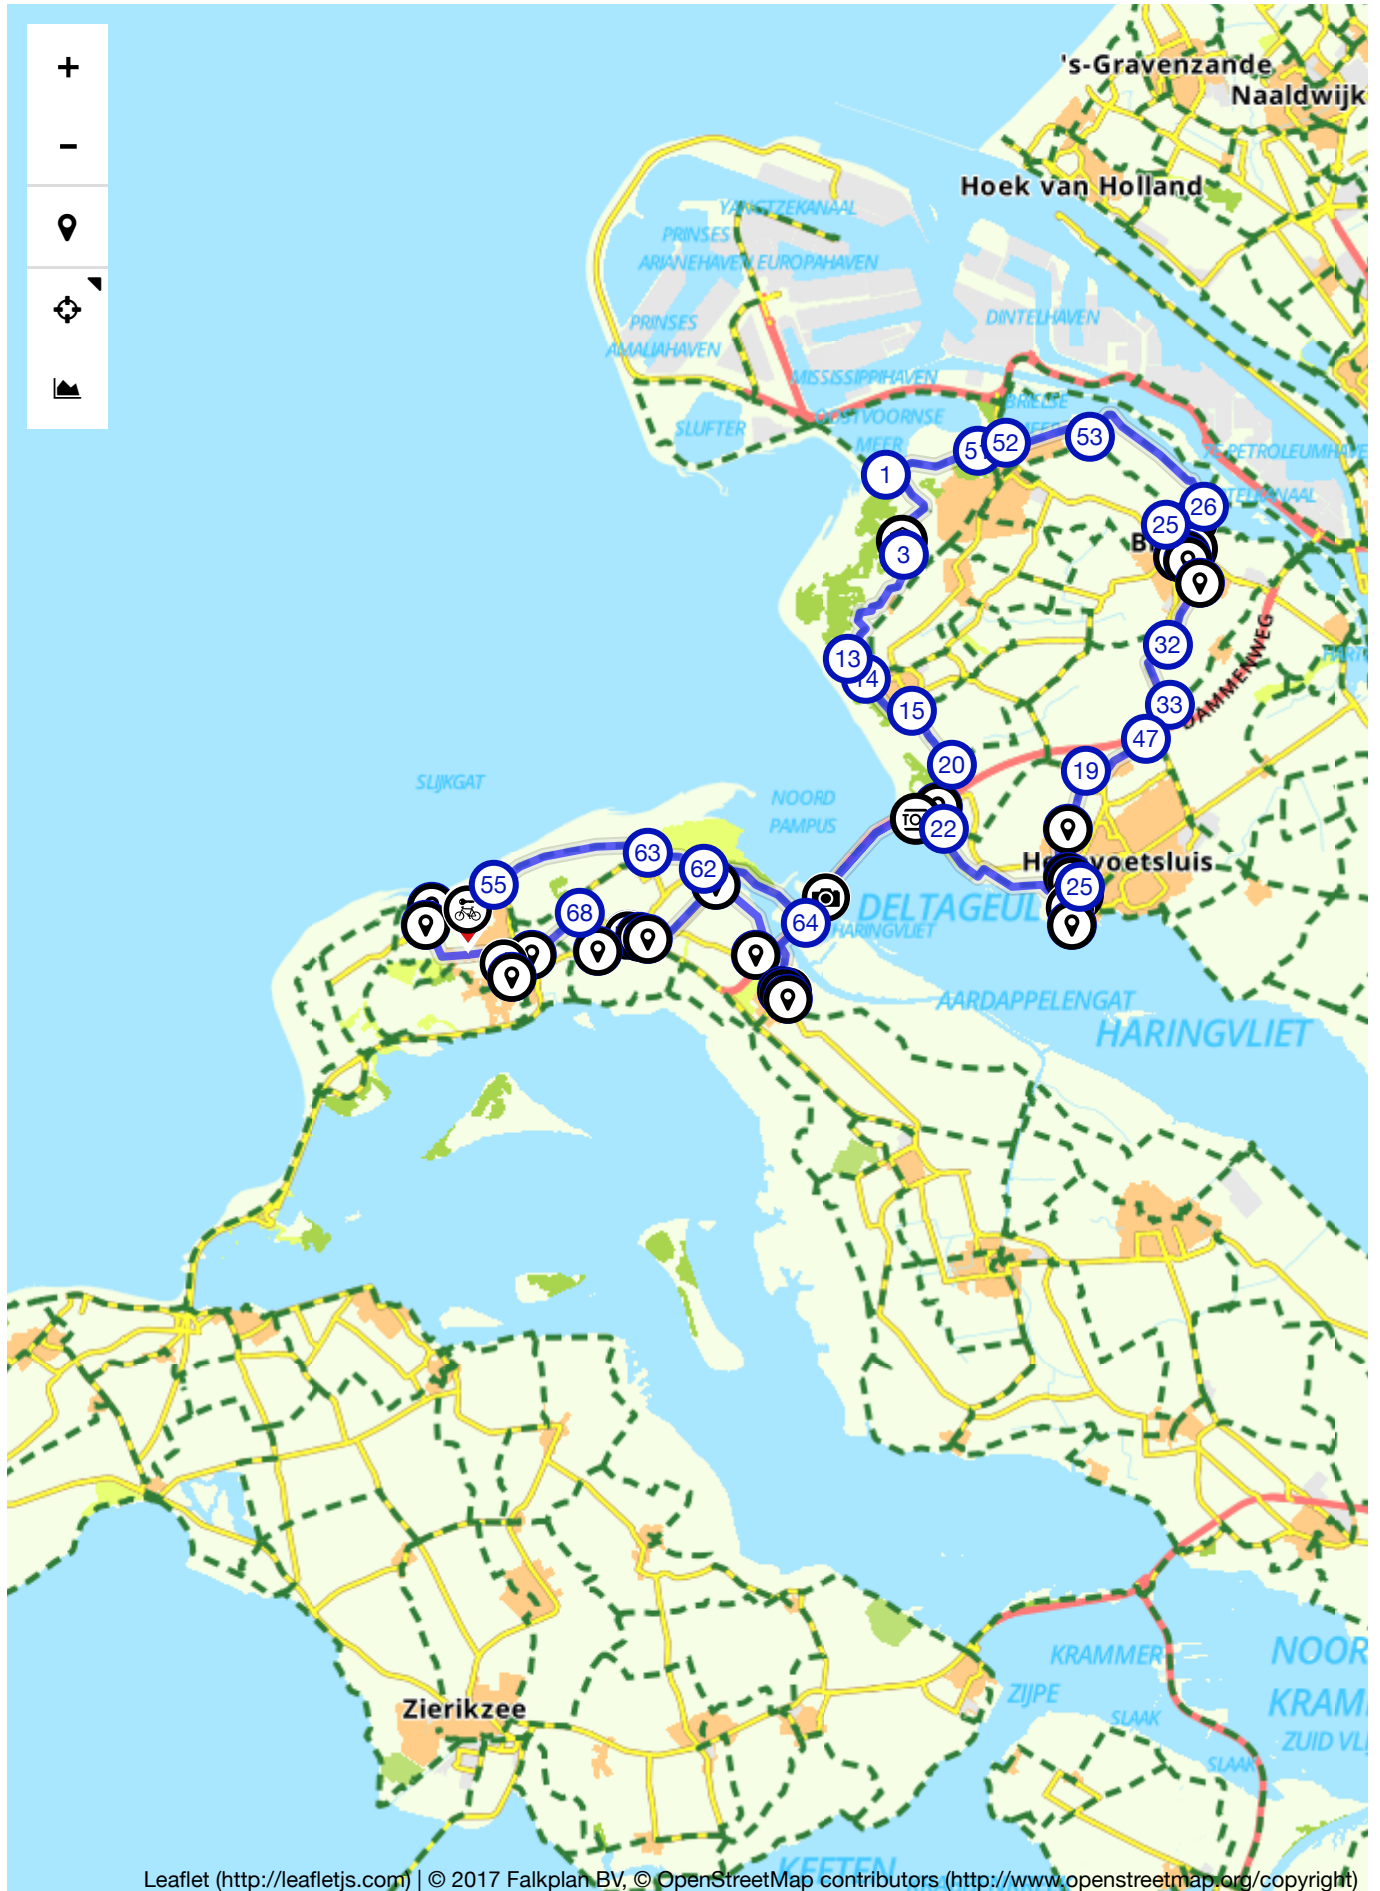 +
's-Gravenzande
Naaldwijk
−
Hoek van Holland
YANGTZEKANAAL
PRINSES
ARIANEHAVEN EUROPAHAVEN
PRINSES
AMALIAHAVEN
DINTELHAVEN
MISSISSIPPIHAVEN
BRIELSE
OOSTVOORNSE
MEER
SLUFTER
53
52
1
26
25
3
32
13
14
33
15
47
20
19
DAMMENWEG
SLIJKGAT
NOORD
PAMPUS
22
63
62
55
25
68
64
HARINGVLIET
AARDAPPELENGAT
HARINGVLIET
Zierikzee
KRAMMER
ZIJPE
SLAAK
SLAAK
KEETEN
Leaflet (http://leafletjs.com) | © 2017 Falkplan BV, © OpenStreetMap contributors (http://www.openstreetmap.org/copyright)